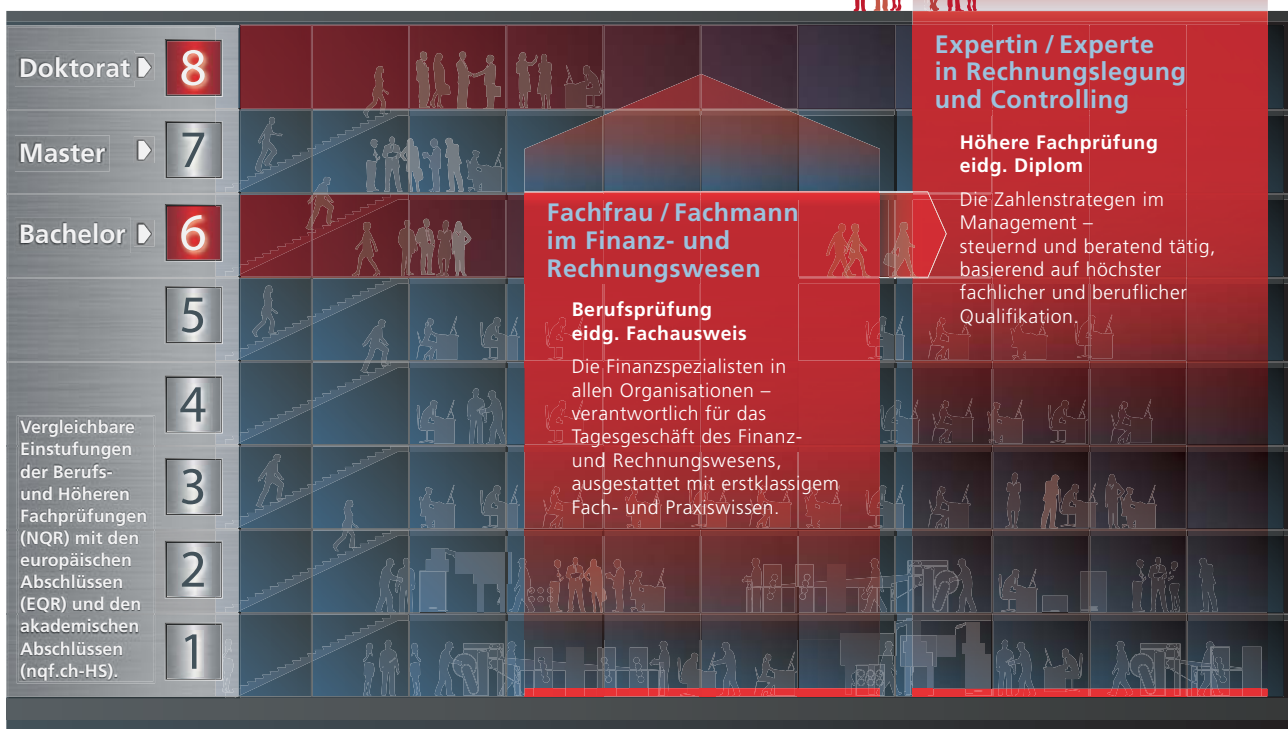 Doktorat
8
Master
7
Bachelor
6
5
4
3
2
1
Vergleichbare
Einstufungen
der Berufs-
und Höheren
Fachprüfungen
(NQR) mit den
europäischen
Abschlüssen
(EQR) und den
akademischen
Abschlüssen
(nqf.ch-HS).
Fachfrau / Fachmann
im Finanz- und
Rechnungswesen
Berufsprüfung
eidg. Fachausweis
Die Finanzspezialisten in
allen Organisationen –
verantwortlich für das
Tagesgeschäft des Finanz-
und Rechnungswesens,
ausgestattet mit erstklassigem
Fach- und Praxiswissen.
Expertin / Experte
in Rechnungslegung
und Controlling
Höhere Fachprüfung
eidg. Diplom
Die Zahlenstrategen im
Management –
steuernd und beratend tätig,
basierend auf höchster
fachlicher und beruflicher
Qualifikation.